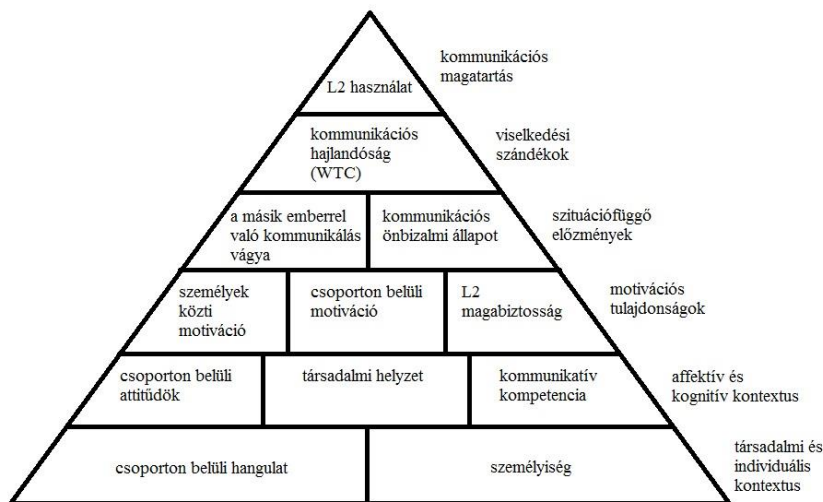 L2 használat
kommunikációs
magatartás
kommunikációs
hajlandóság
(WTC)
viselkedési
szándékok
a másik emberrel
való kommunikálás
vágya
kommunikációs
önbizalmi állapot
szituációfüggő
előzmények
személyek
közti
motiváció
csoporton belüli
motiváció
L2
magabiztosság
motivációs
tulajdonságok
csoporton belüli
attitűdök
társadalmi helyzet
kommunikatív
kompetencia
affektív és
kognitív kontextus
csoporton belüli hangulat
személyiség
társadalmi és
individuális
kontextus